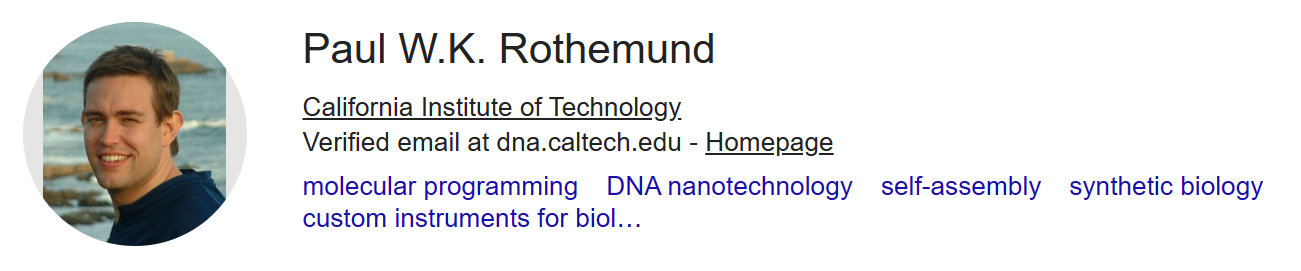 Paul W.K. Rothemund
California Institute of Technology
Verified email at dna.caltech.edu - Homepage
molecular programming DNA nanotechnology self-assembly synthetic biology
custom instruments for biol…